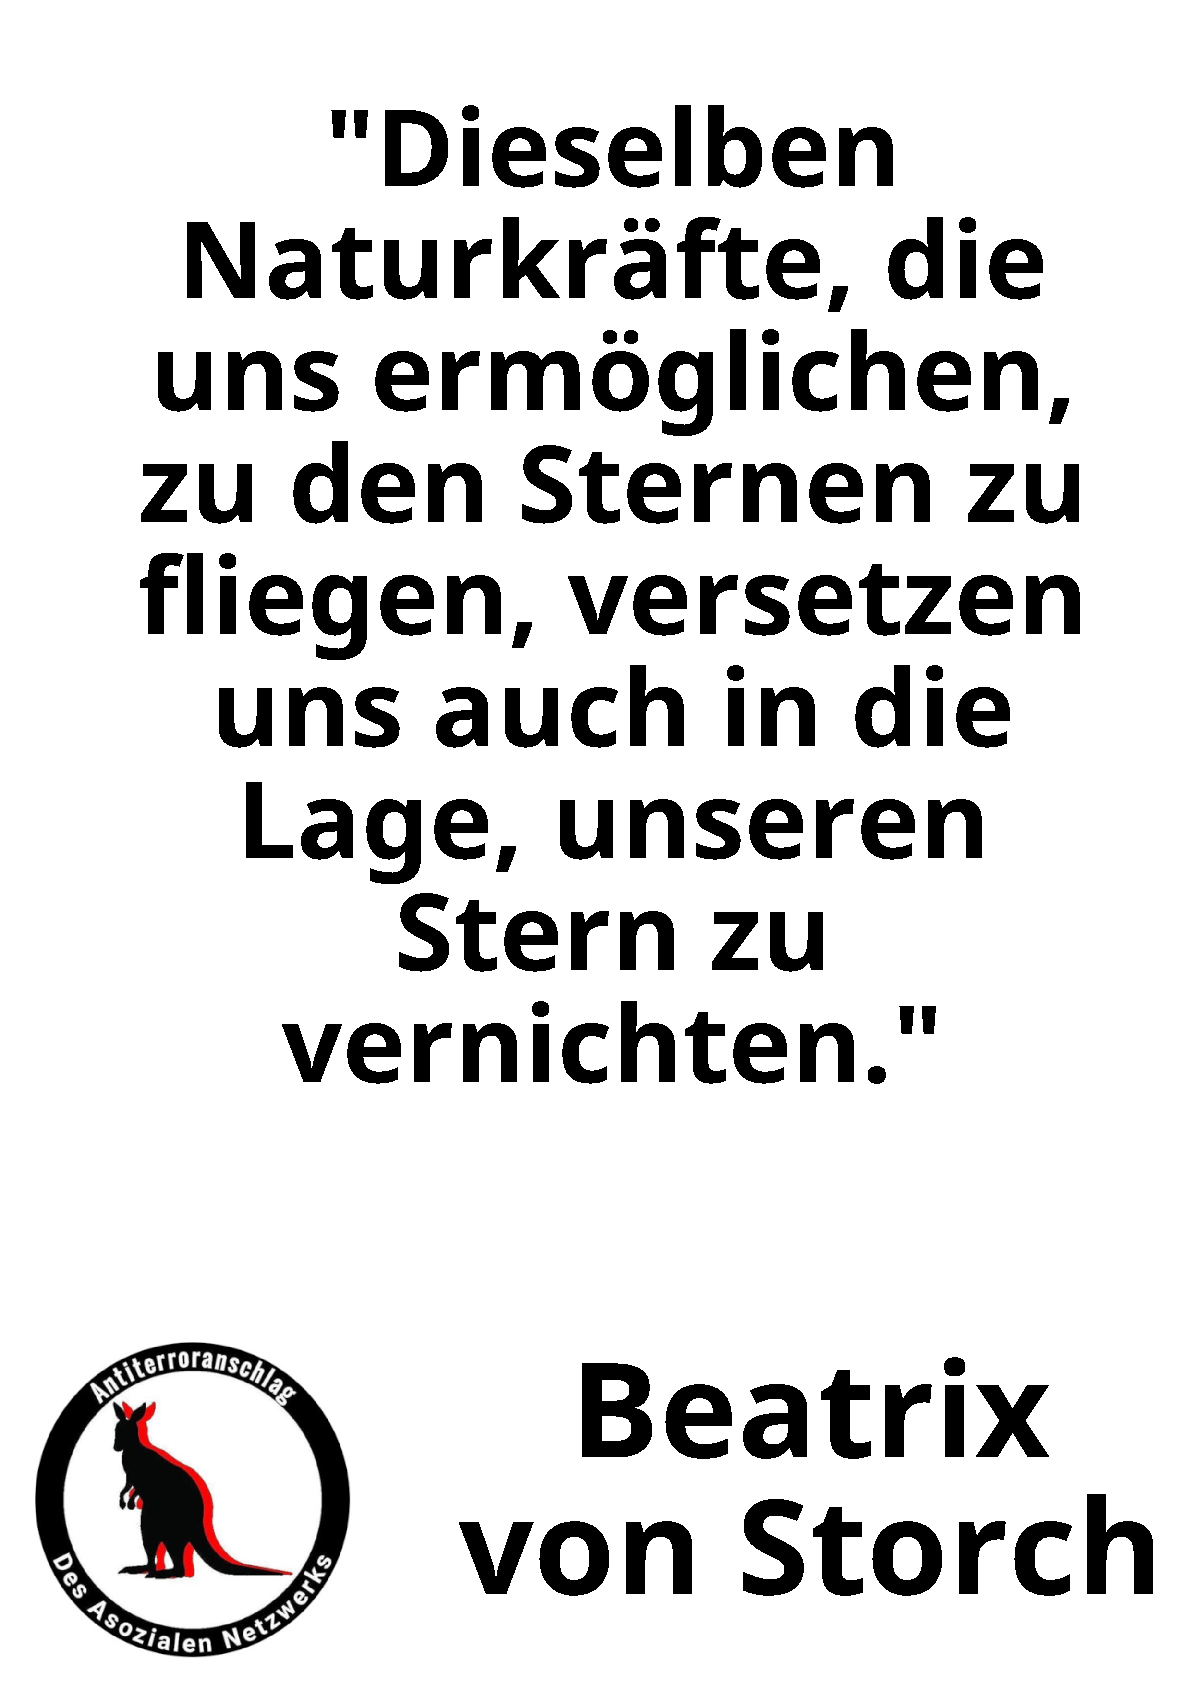 "Dieselben
Naturkräfte, die
uns ermöglichen,
zu den Sternen zu
fliegen, versetzen
uns auch in die
Lage, unseren
Stern zu
vernichten."
Antiterroranschlag
Des Asozialen Netzwerks
Beatrix
von Storch